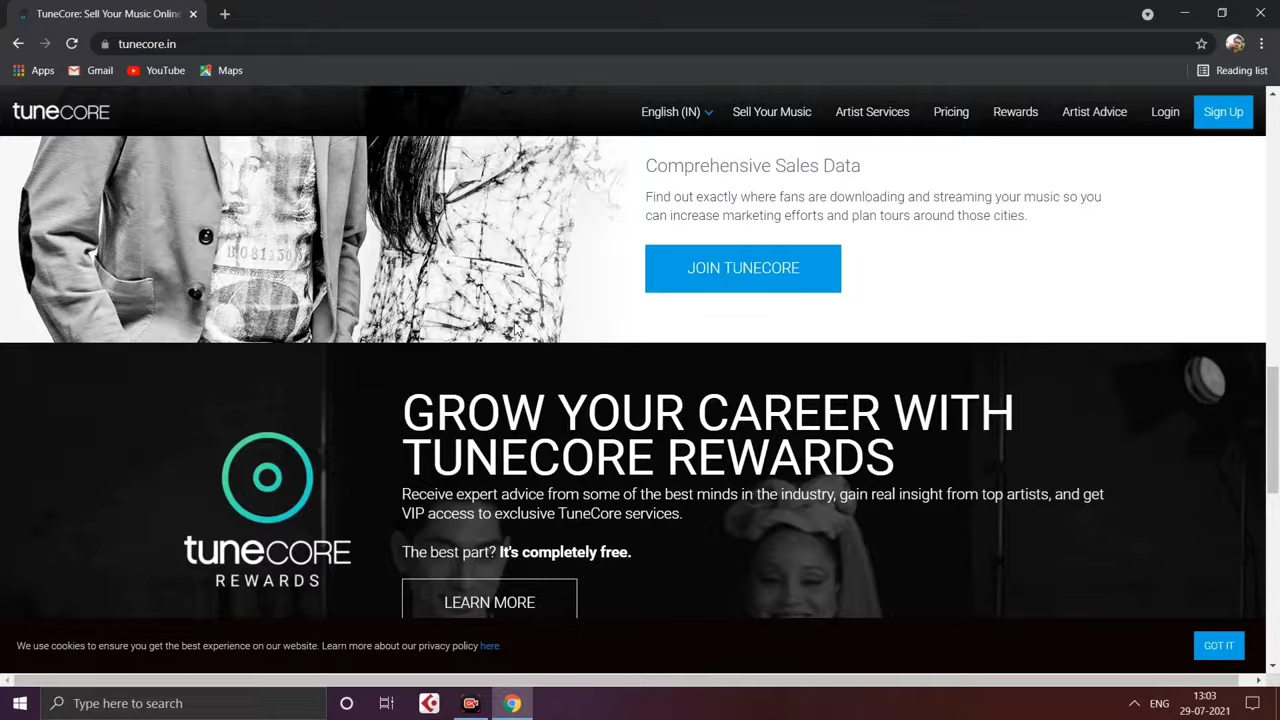 TuneCore: Sell Your Music Online
tunecore.in
Apps
Gmail
YouTube
Maps
Reading list
tuneCORE
English (IN)
Sell Your Music
Artist Services
Pricing
Rewards
Artist Advice
Login
Sign Up
Comprehensive Sales Data
Find out exactly where fans are downloading and streaming your music so you
can increase marketing efforts and plan tours around those cities.
JOIN TUNECORE
GROW YOUR CAREER WITH
TUNECORE REWARDS
Receive expert advice from some of the best minds in the industry, gain real insight from top artists, and get
VIP access to exclusive TuneCore services.
The best part? It's completely free.
LEARN MORE
tuneCORE
REWARDS
We use cookies to ensure you get the best experience on our website. Learn more about our privacy policy here.
GOT IT
Type here to search
ENG
13:03
29-07-2021